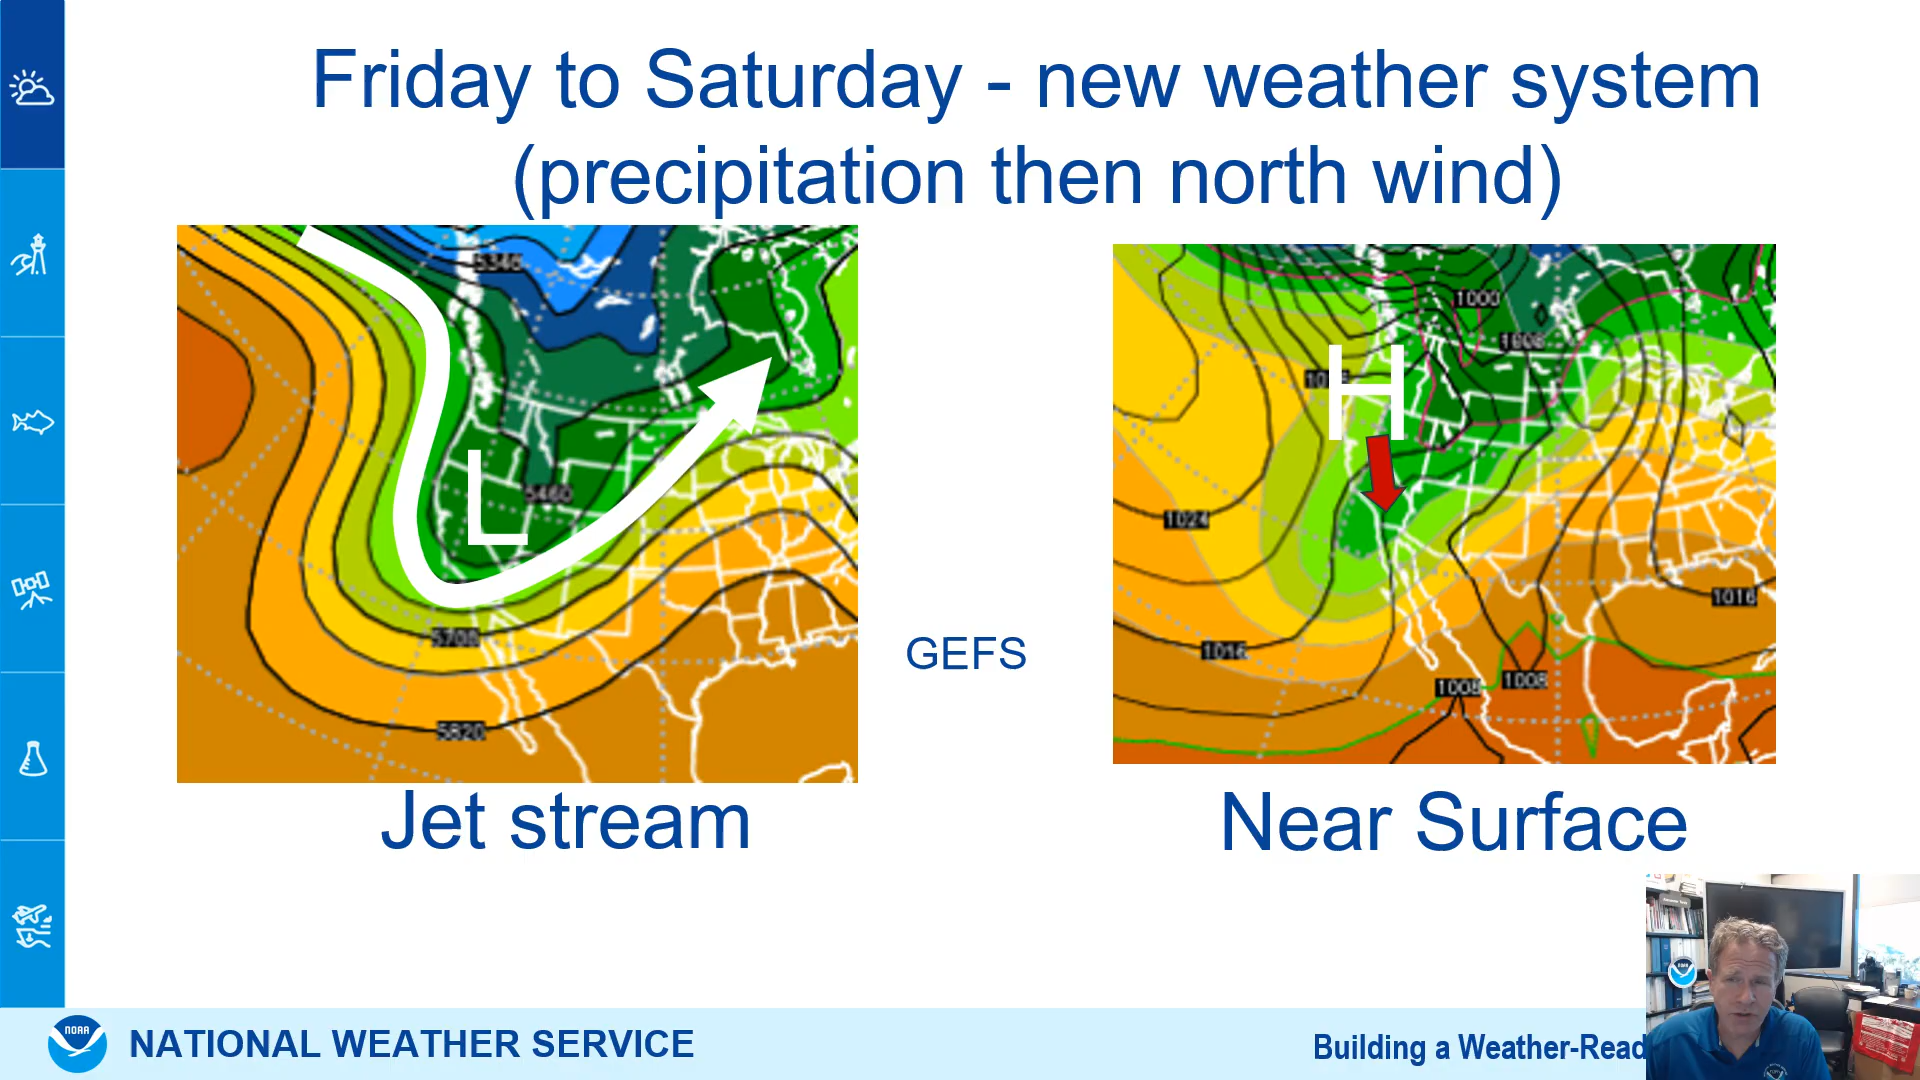 Friday to Saturday - new weather system
(precipitation then north wind)
5340
L
5460
5700
5820
Jet stream
GEFS
1000
1008
H
1024
1016
1016
1008
1008
Near Surface
NOAA
NATIONAL WEATHER SERVICE
Building a Weather-Read